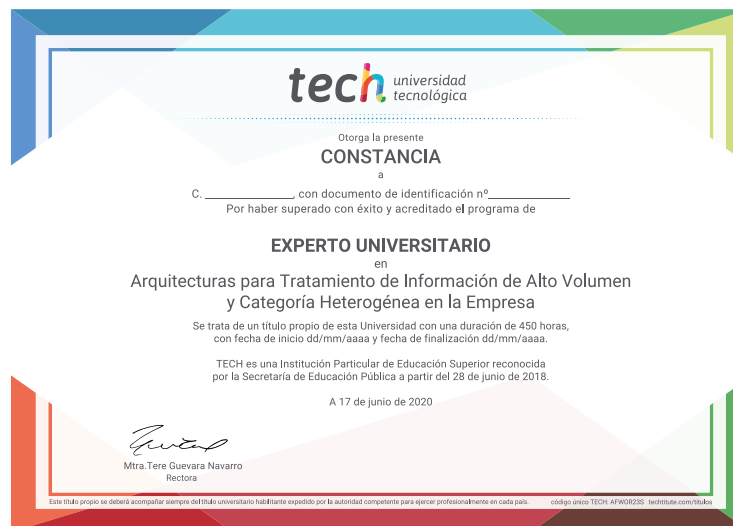 tech universidad
tecnológica
Otorga la presente
CONSTANCIA
a
C. ______________, con documento de identificación nº______________
Por haber superado con éxito y acreditado el programa de
EXPERTO UNIVERSITARIO
en
Arquitecturas para Tratamiento de Información de Alto Volumen
y Categoría Heterogénea en la Empresa
Se trata de un título propio de esta Universidad con una duración de 450 horas,
con fecha de inicio dd/mm/aaaa y fecha de finalización dd/mm/aaaa.
TECH es una Institución Particular de Educación Superior reconocida
por la Secretaría de Educación Pública a partir del 28 de junio de 2018.
A 17 de junio de 2020
Mtra.Tere Guevara Navarro
Rectora
Este título propio se deberá acompañar siempre del título universitario habilitante expedido por la autoridad competente para ejercer profesionalmente en cada país. código único TECH: AFWOR23S techtitute.com/titulos